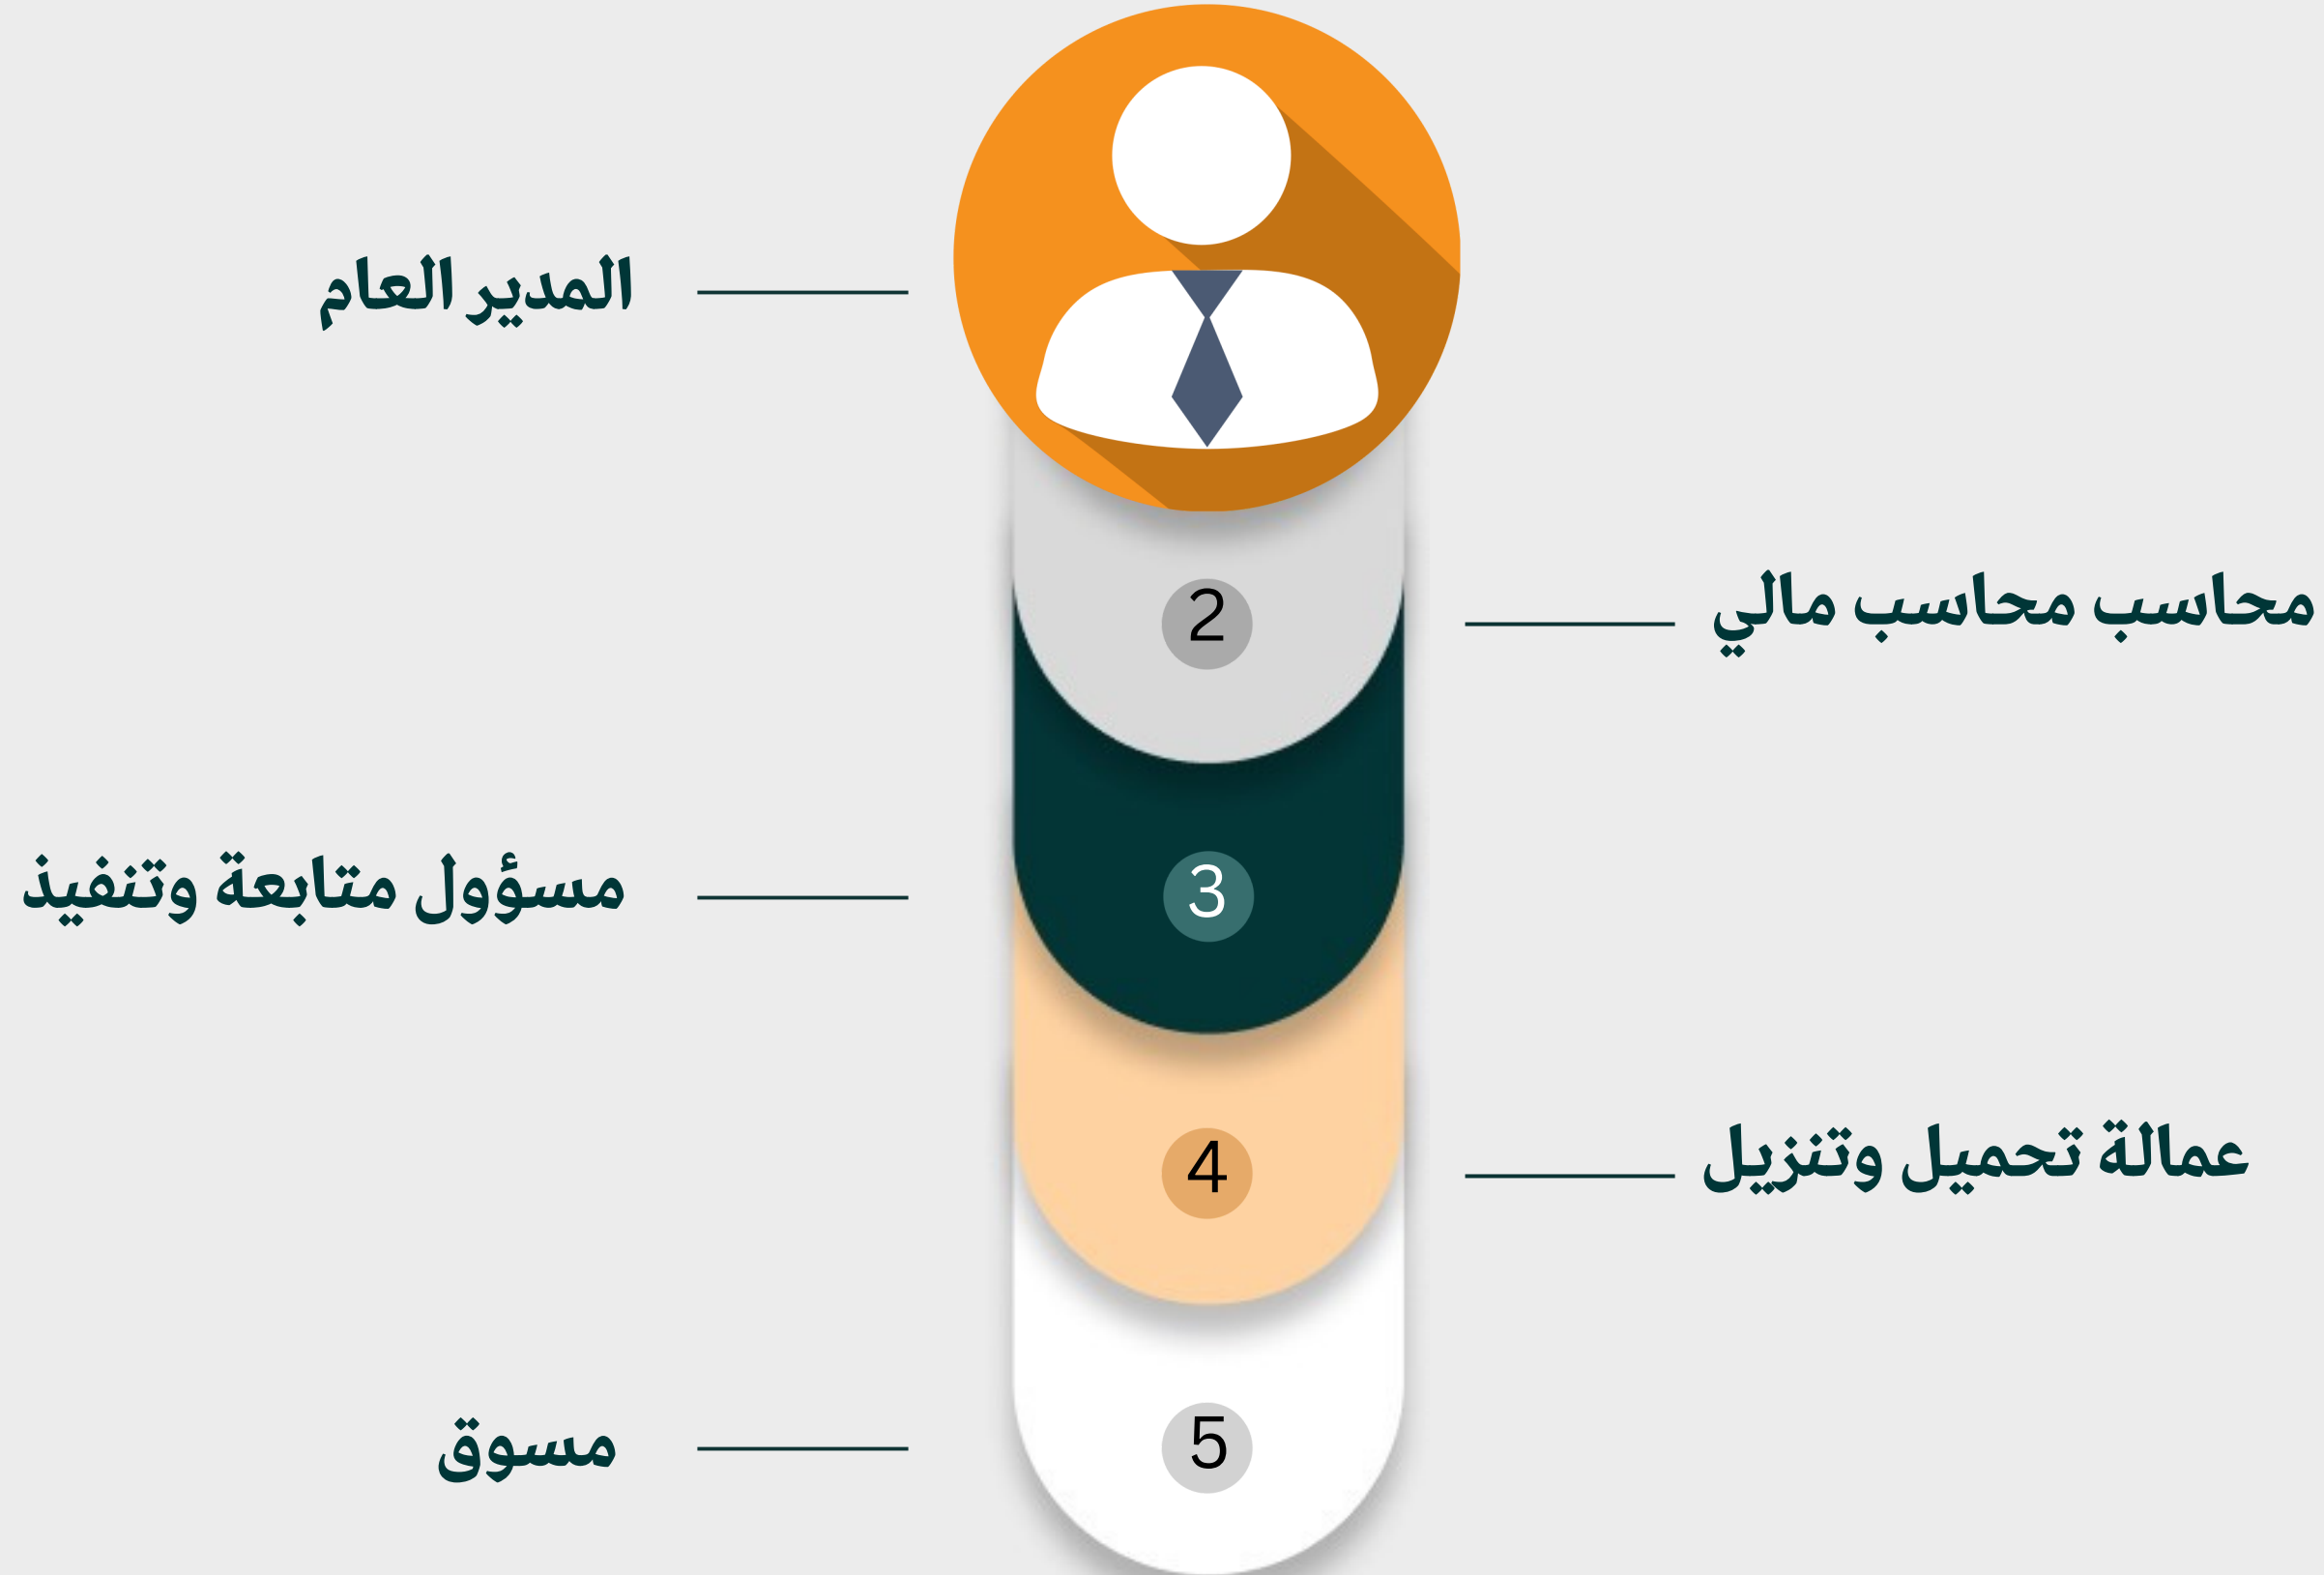 المدير العام
2
محاسب محاسب مالي
3
مسؤول متابعة وتنفيذ
4
عمالة تحميل وتنزيل
5
مسوق